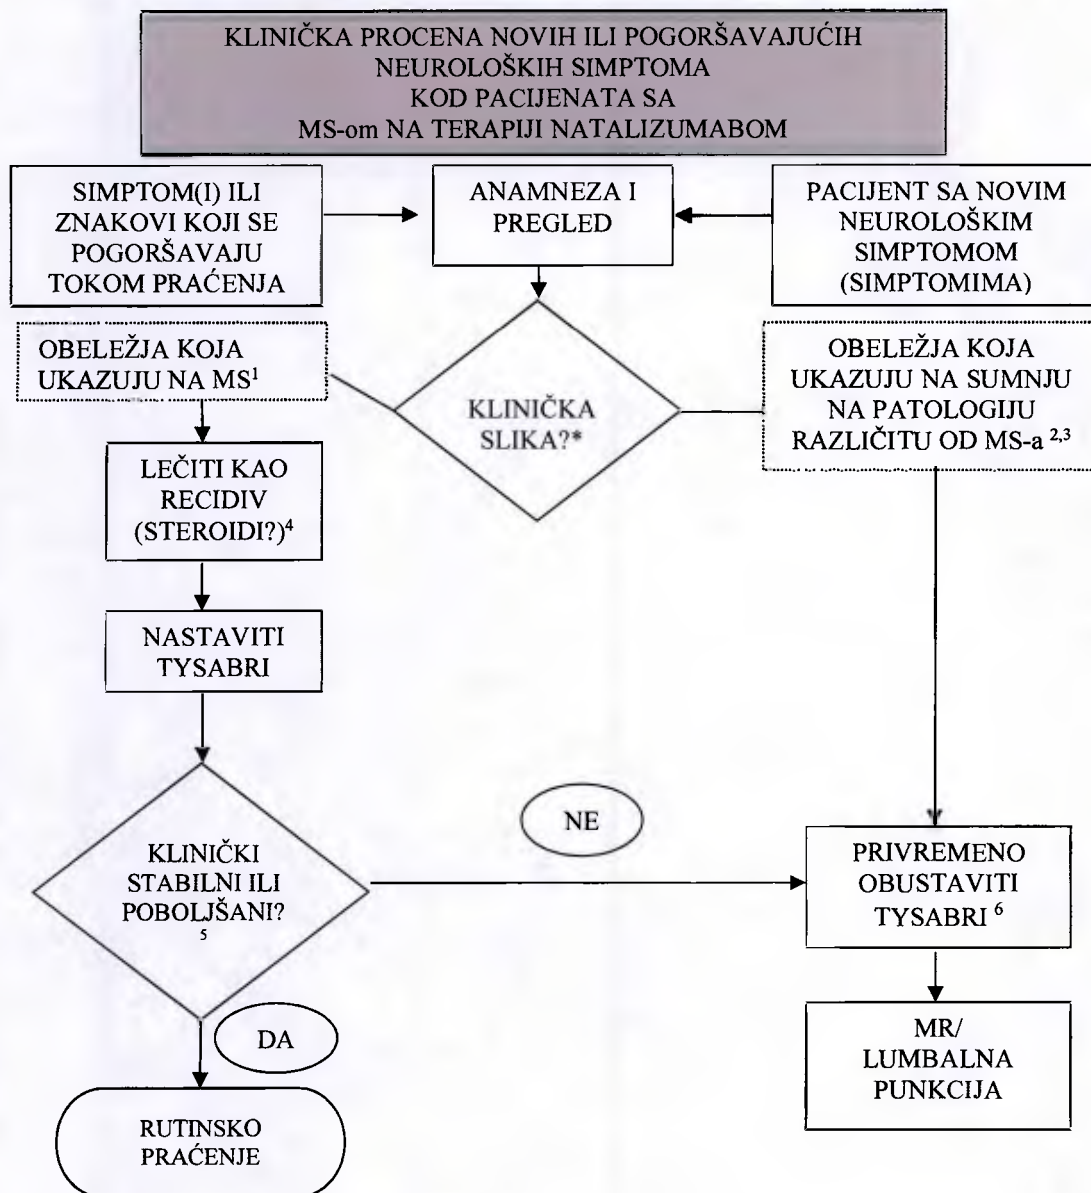 KLINIČKA PROCENA NOVIH ILI POGORŠAVAJUĆIH
NEUROLOŠKIH SIMPTOMA
KOD PACIJENATA SA
MS-om NA TERAPIJI NATALIZUMABOM
SIMPTOM(I) ILI
ZNAKOVI KOJI SE
POGORŠAVAJU
TOKOM PRAĆENJA
ANAMNEZA I
PREGLED
PACIJENT SA NOVIM
NEUROLOŠKIM
SIMPTOMOM
(SIMPTOMIMA)
OBELEŽJA KOJA
UKAZUJU NA MS¹
KLINIČKA
SLIKA?*
OBELEŽJA KOJA
UKAZUJU NA SUMNJU
NA PATOLOGIJU
RAZLIČITU OD MS-a ²,³
LEČITI KAO
RECIDIV
(STEROIDI?)⁴
NASTAVITI
TYSABRI
KLINIČKI
STABILNI ILI
POBOLJŠANI?
⁵
NE
PRIVREMENO
OBUSTAVITI
TYSABRI ⁶
DA
MR/
LUMBALNA
PUNKCIJA
RUTINSKO
PRAĆENJE